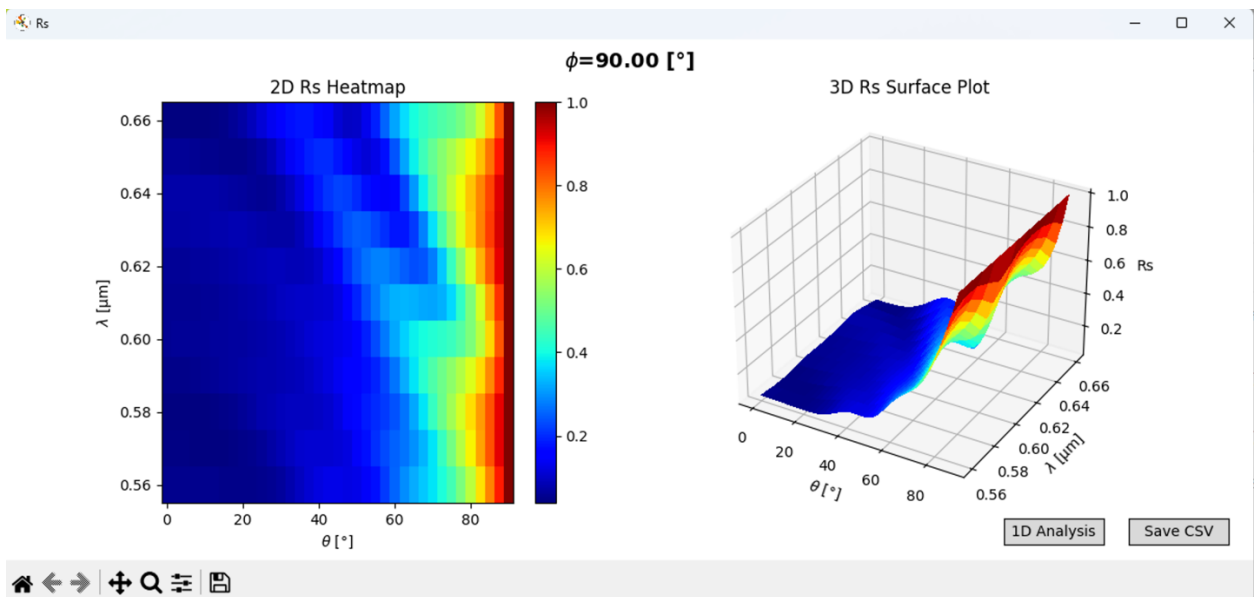 Rs
ϕ=90.00 [°]
2D Rs Heatmap
0.66
0.64
0.62
0.60
0.58
0.56
λ [μm]
0
20
40
60
80
θ [°]
1.0
0.8
0.6
0.4
0.2
3D Rs Surface Plot
1.0
0.8
0.6
0.4
0.2
Rs
0
20
40
60
80
θ [°]
0.66
0.64
0.62
0.60
0.58
0.56
λ [μm]
1D Analysis
Save CSV